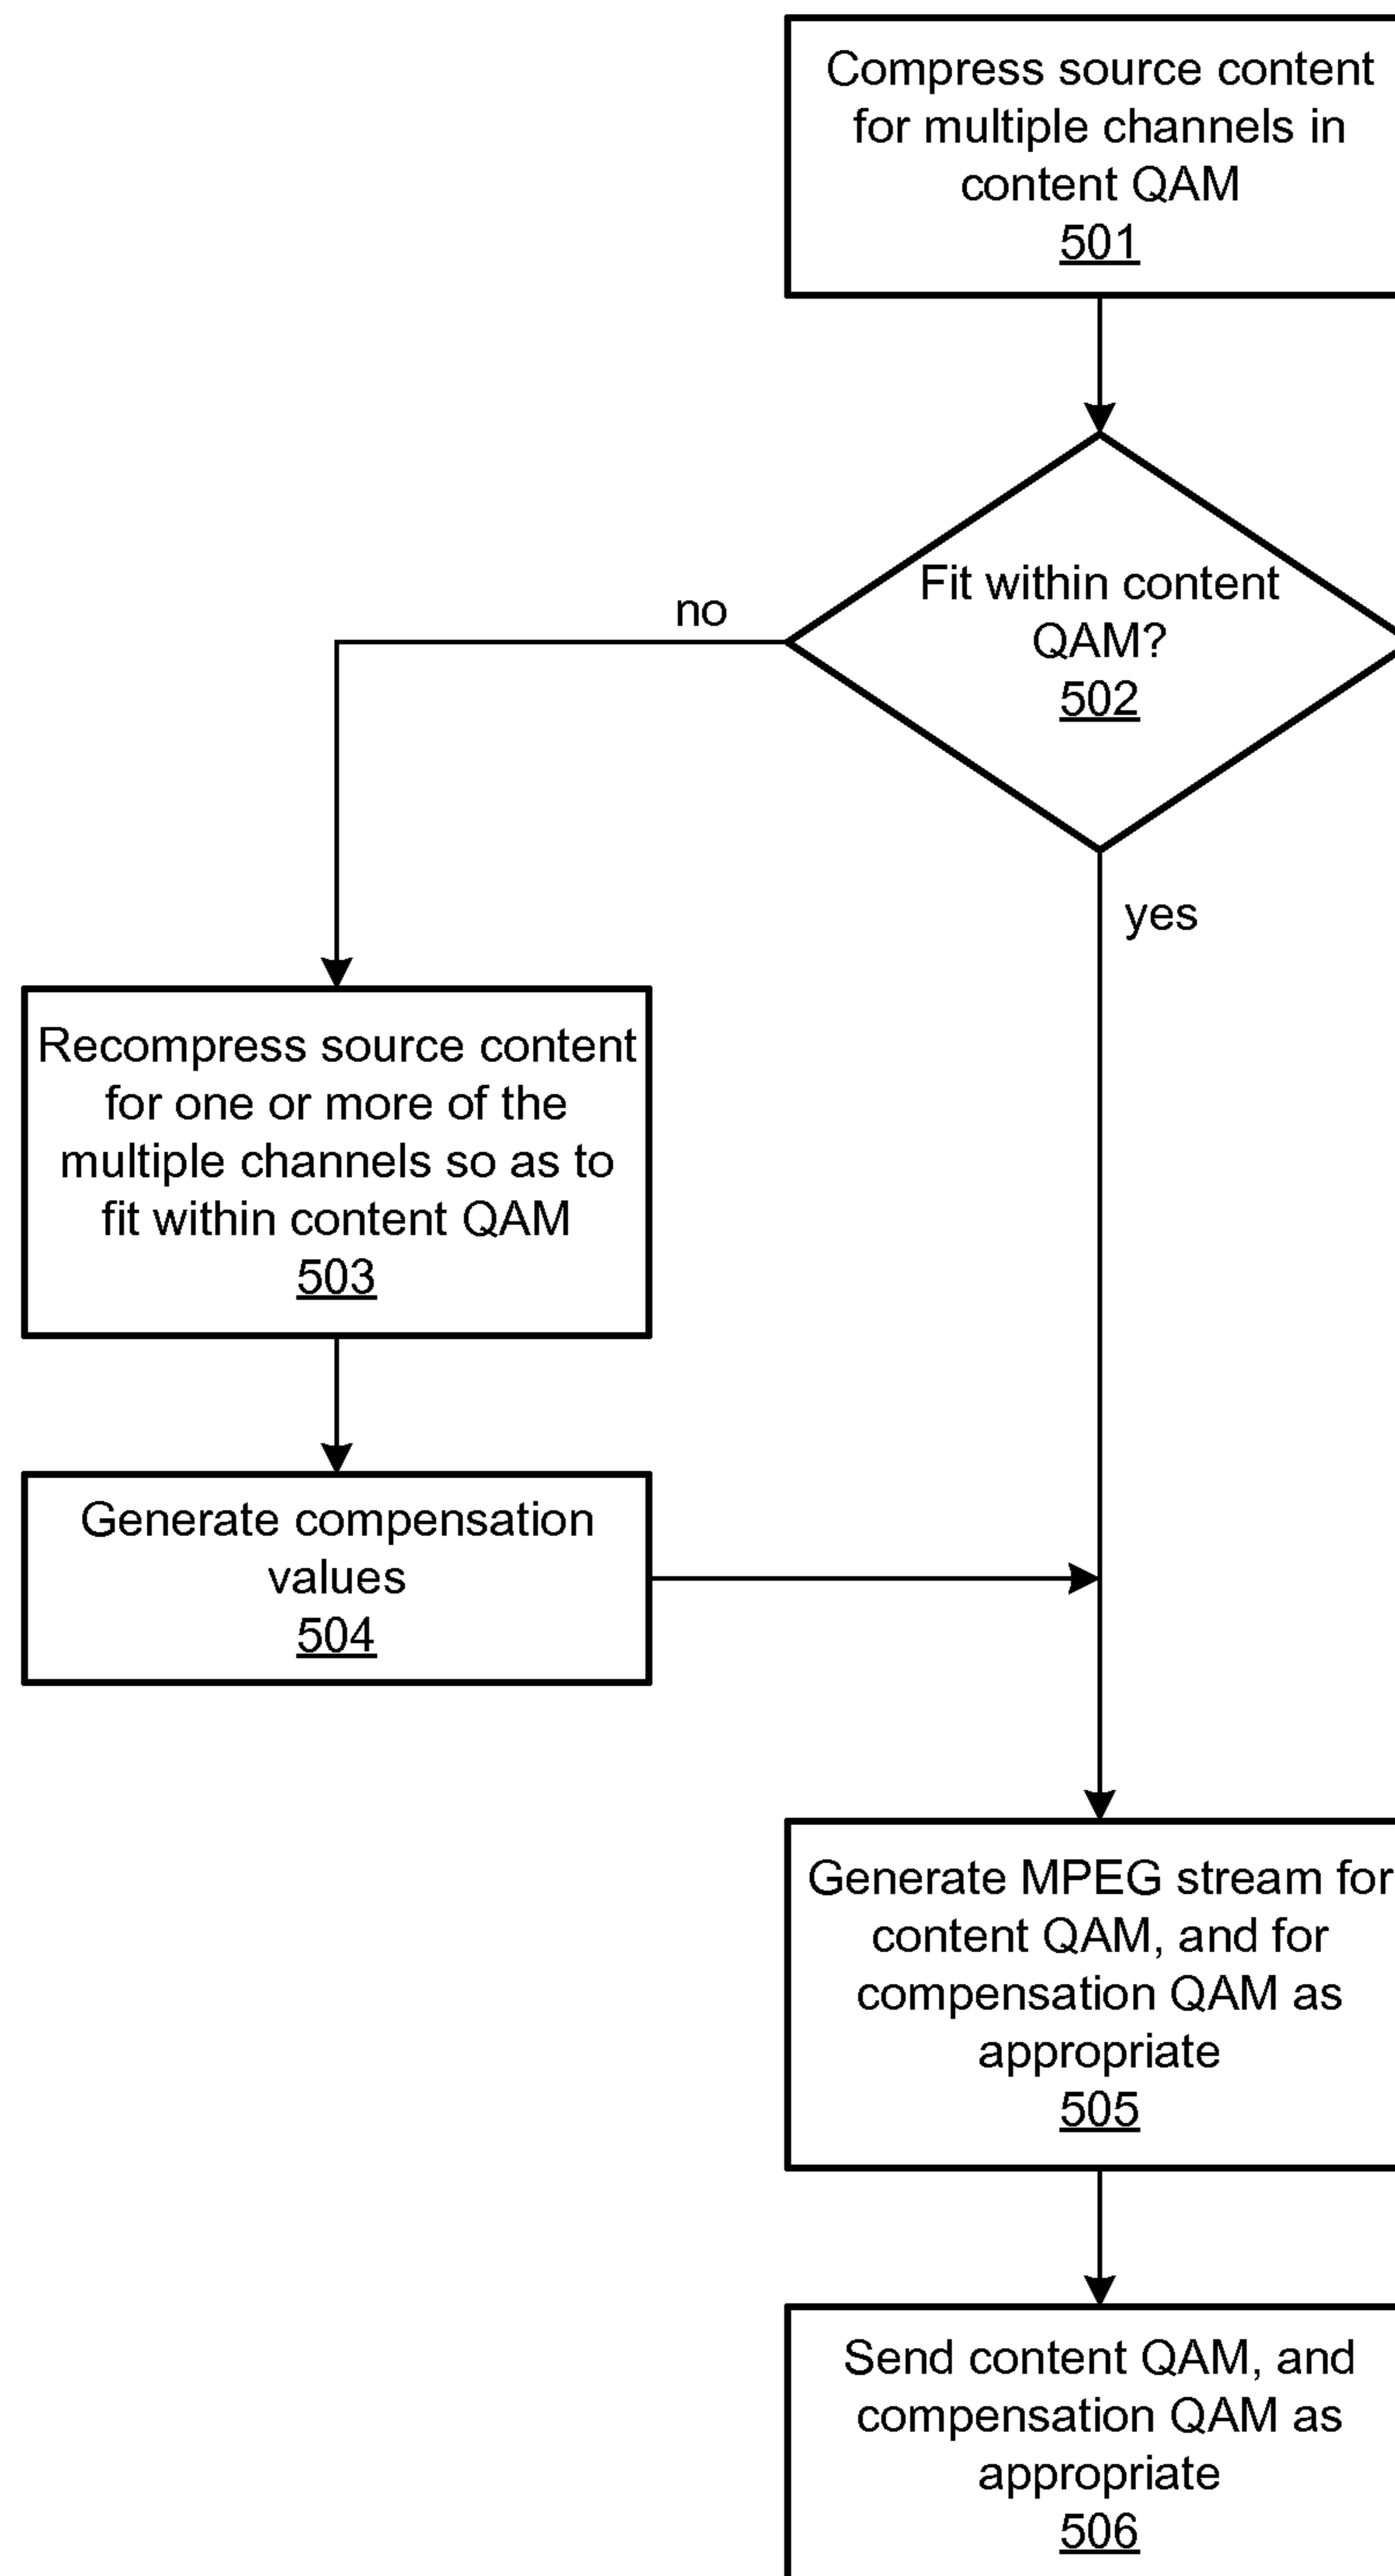 Compress source content
for multiple channels in
content QAM
501
Fit within content
QAM?
502
no
yes
Recompress source content
for one or more of the
multiple channels so as to
fit within content QAM
503
Generate compensation
values
504
Generate MPEG stream for
content QAM, and for
compensation QAM as
appropriate
505
Send content QAM, and
compensation QAM as
appropriate
506